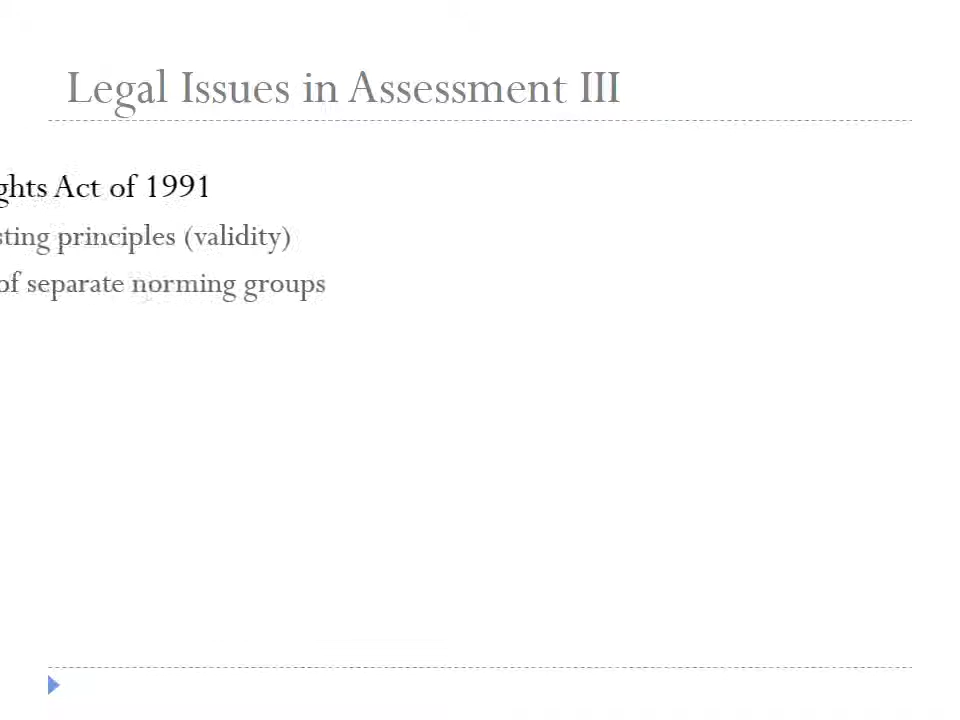 Legal Issues in Assessment III
ghts Act of 1991
sting principles (validity)
of separate norming groups